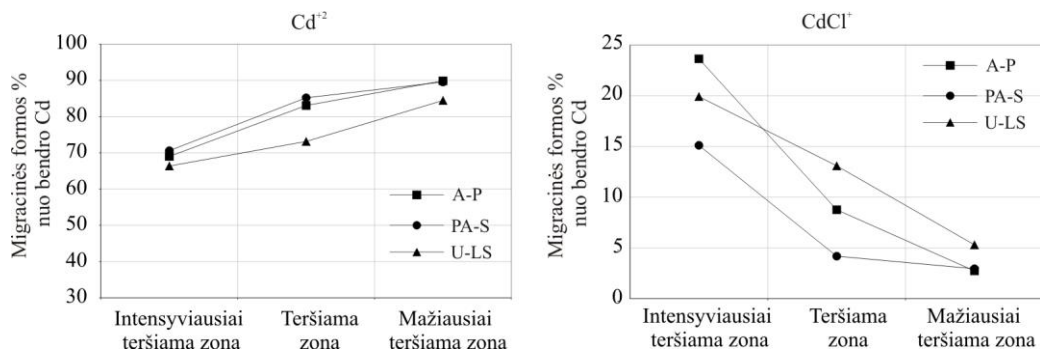 Cd⁺²
Migracinės formos %
nuo bendro Cd
100
90
80
70
60
50
40
30
A-P
PA-S
U-LS
Intensyviausiai
teršiama zona
Teršiama
zona
Mažiausiai
teršiama zona
CdCl⁺
Migracinės formos %
nuo bendro Cd
25
20
15
10
5
0
A-P
PA-S
U-LS
Intensyviausiai
teršiama zona
Teršiama
zona
Mažiausiai
teršiama zona